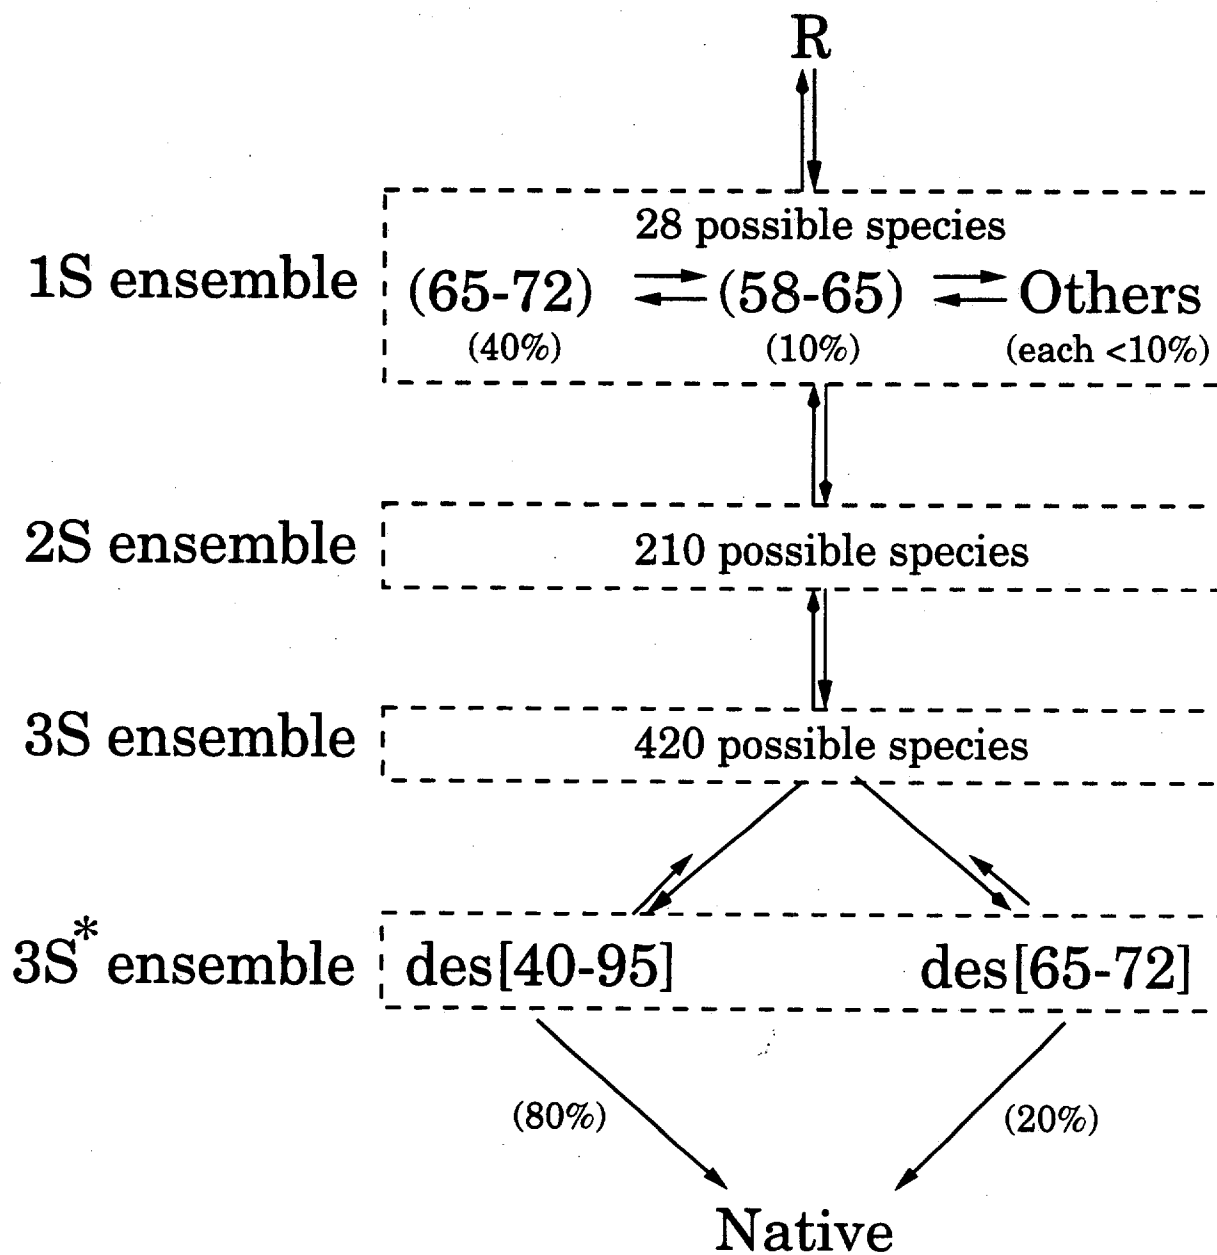 R
28 possible species
1S ensemble (65-72) (58-65) Others
(40%) (10%) (each <10%)
2S ensemble 210 possible species
3S ensemble 420 possible species
3S* ensemble des[40-95] des[65-72]
(80%) (20%)
Native